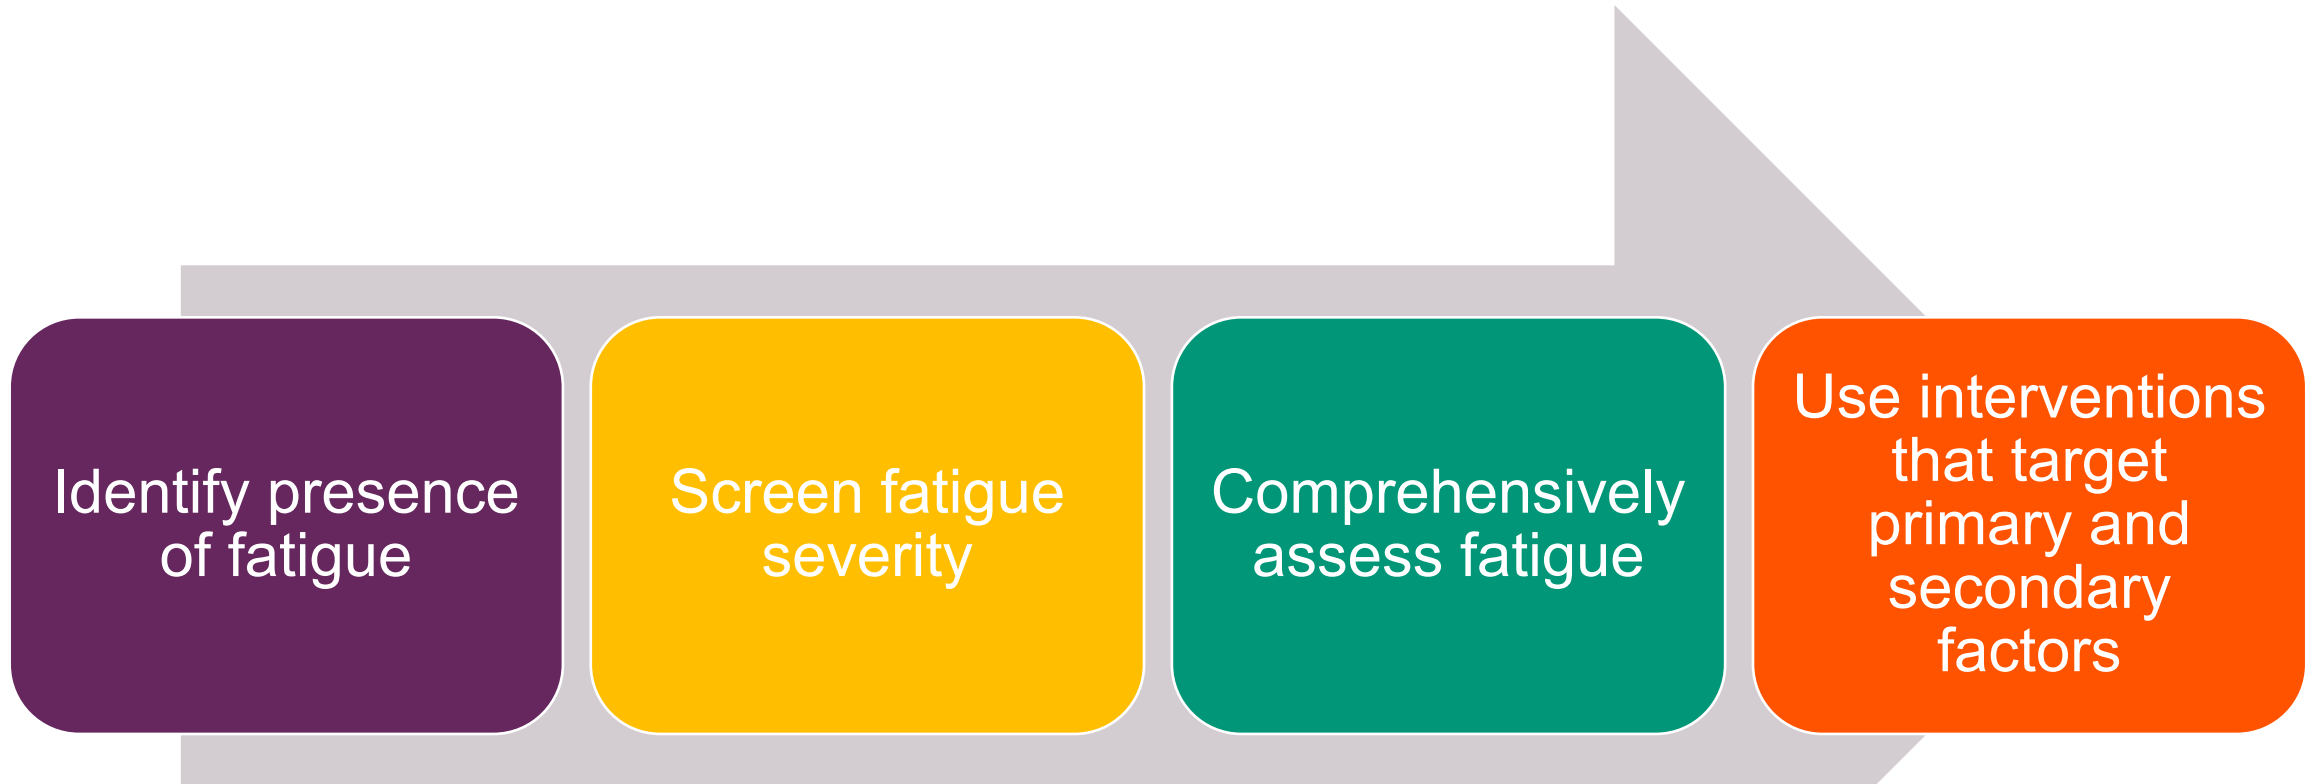 Identify presence
of fatigue
Screen fatigue
severity
Comprehensively
assess fatigue
Use interventions
that target
primary and
secondary
factors